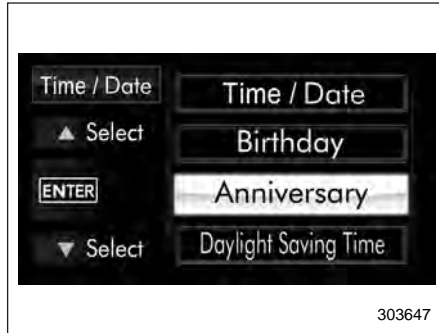 Time / Date
▲ Select
ENTER
▼ Select
Time / Date
Birthday
Anniversary
Daylight Saving Time
303647